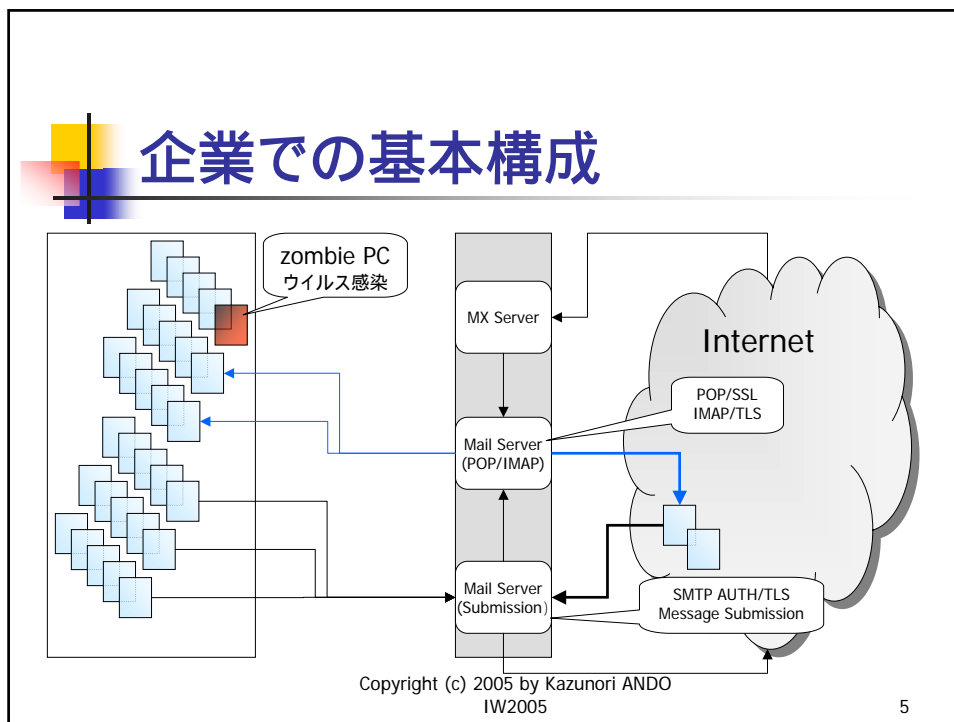 企業での基本構成
zombie PC
ウイルス感染
MX Server
Internet
POP/SSL
IMAP/TLS
Mail Server
(POP/IMAP)
Mail Server
(Submission)
SMTP AUTH/TLS
Message Submission
Copyright (c) 2005 by Kazunori ANDO
IW2005
5